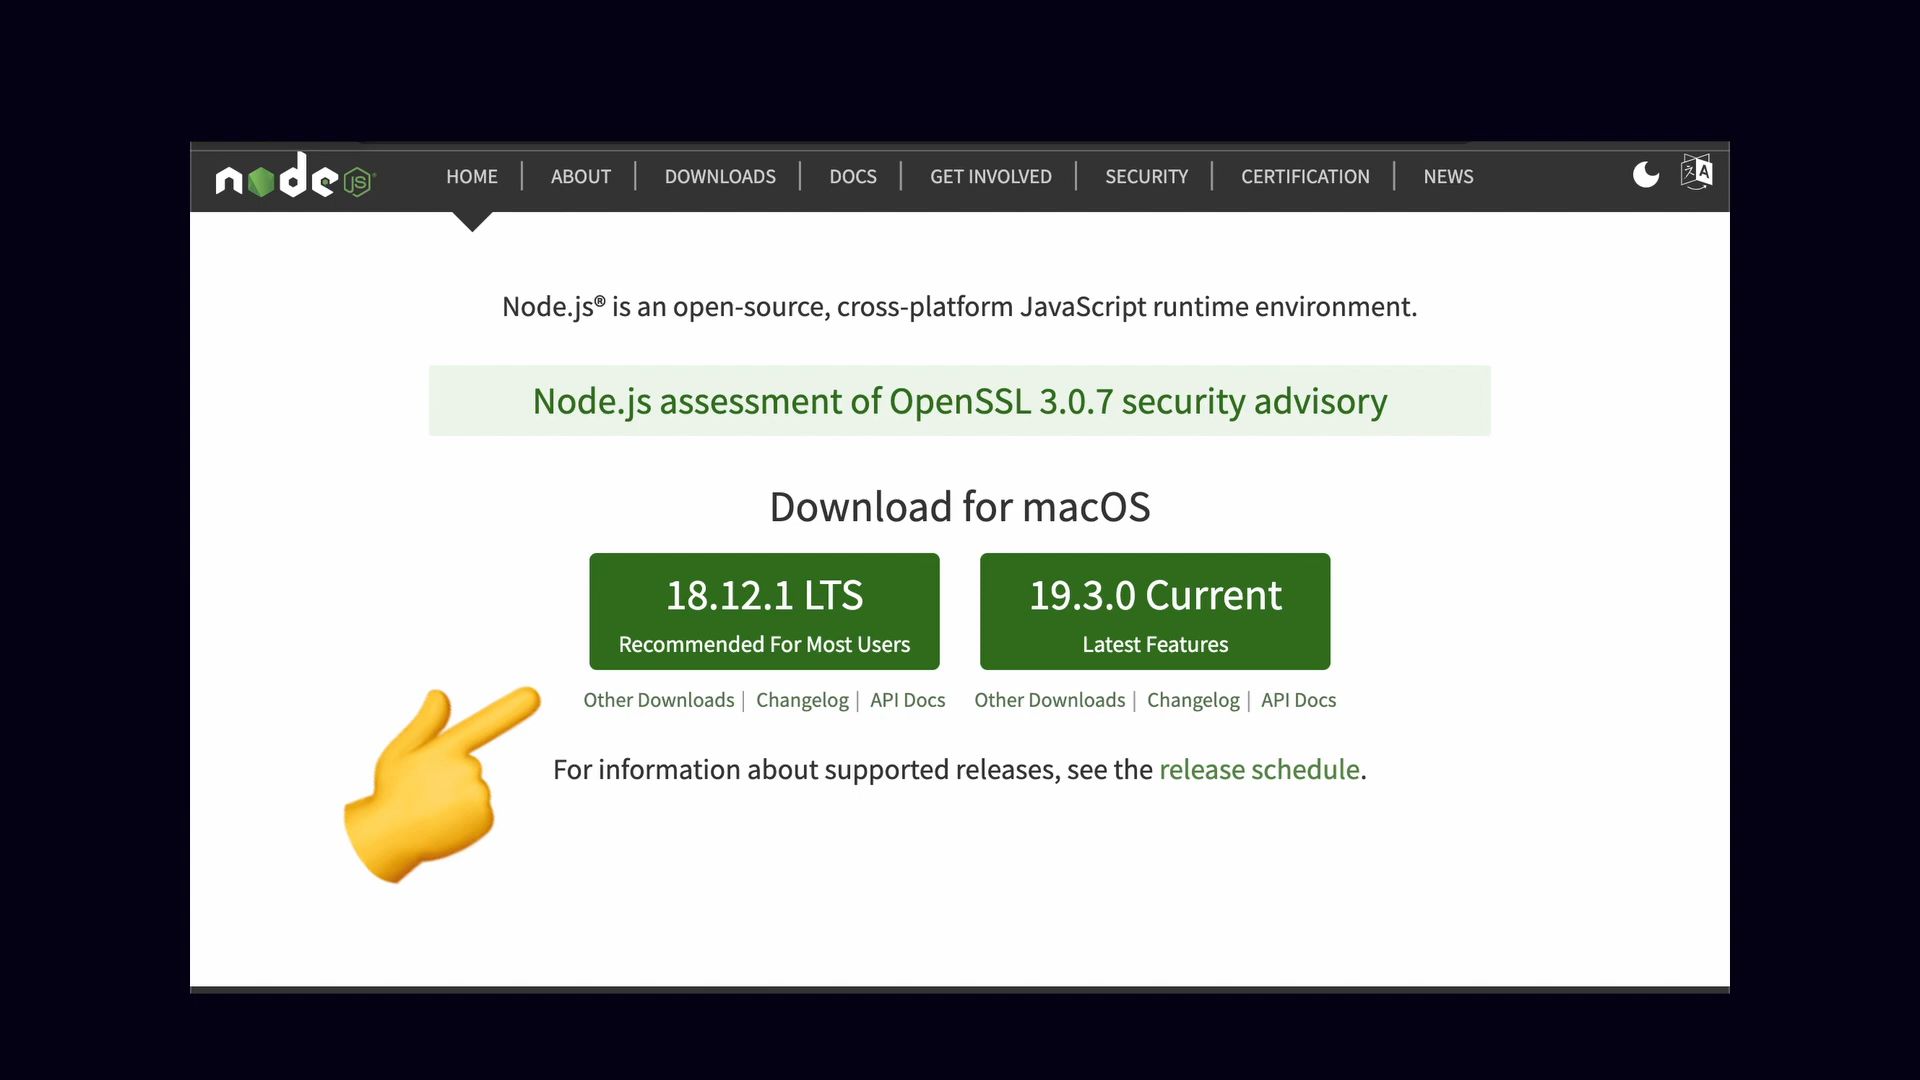 node JS
HOME | ABOUT | DOWNLOADS | DOCS | GET INVOLVED | SECURITY | CERTIFICATION | NEWS
Node.js® is an open-source, cross-platform JavaScript runtime environment.
Node.js assessment of OpenSSL 3.0.7 security advisory
Download for macOS
18.12.1 LTS
Recommended For Most Users
19.3.0 Current
Latest Features
Other Downloads | Changelog | API Docs
Other Downloads | Changelog | API Docs
For information about supported releases, see the release schedule.